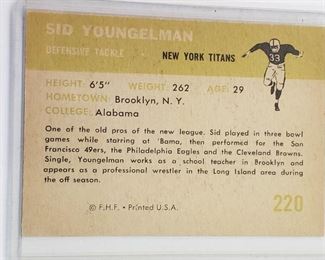 SID YOUNGELMAN
DEFENSIVE TACKLE • NEW YORK TITANS
33
HEIGHT: 6'5" WEIGHT: 262 AGE: 29
HOMETOWN: Brooklyn, N. Y.
COLLEGE: Alabama
One of the old pros of the new league. Sid played in three bowl
games while starring at 'Bama, then performed for the San
Francisco 49ers, the Philadelphia Eagles and the Cleveland Browns.
Single, Youngelman works as a school teacher in Brooklyn and
appears as a professional wrestler in the Long Island area during
the off season.
220
© F.H.F. • Printed U.S.A.